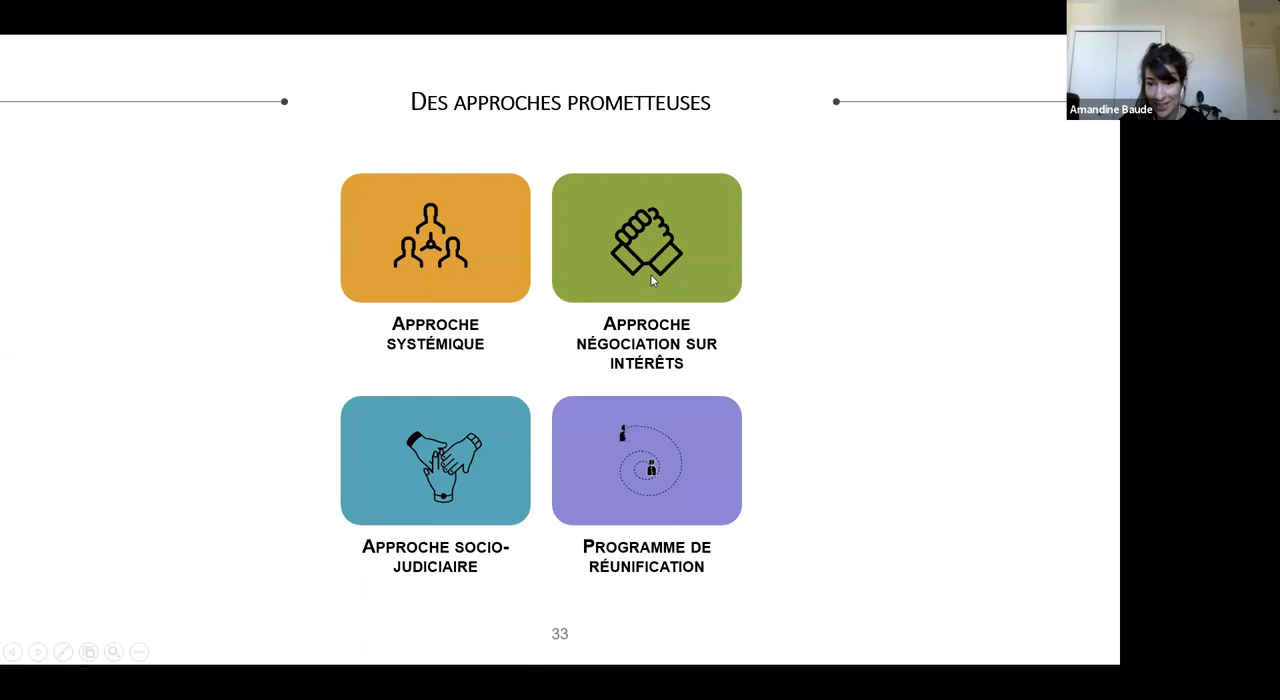 DES APPROCHES PROMETTEUSES
Amandine Baude
APPROCHE
SYSTÉMIQUE
APPROCHE
NÉGOCIATION SUR
INTÉRÊTS
APPROCHE SOCIO-
JUDICIAIRE
PROGRAMME DE
RÉUNIFICATION
33